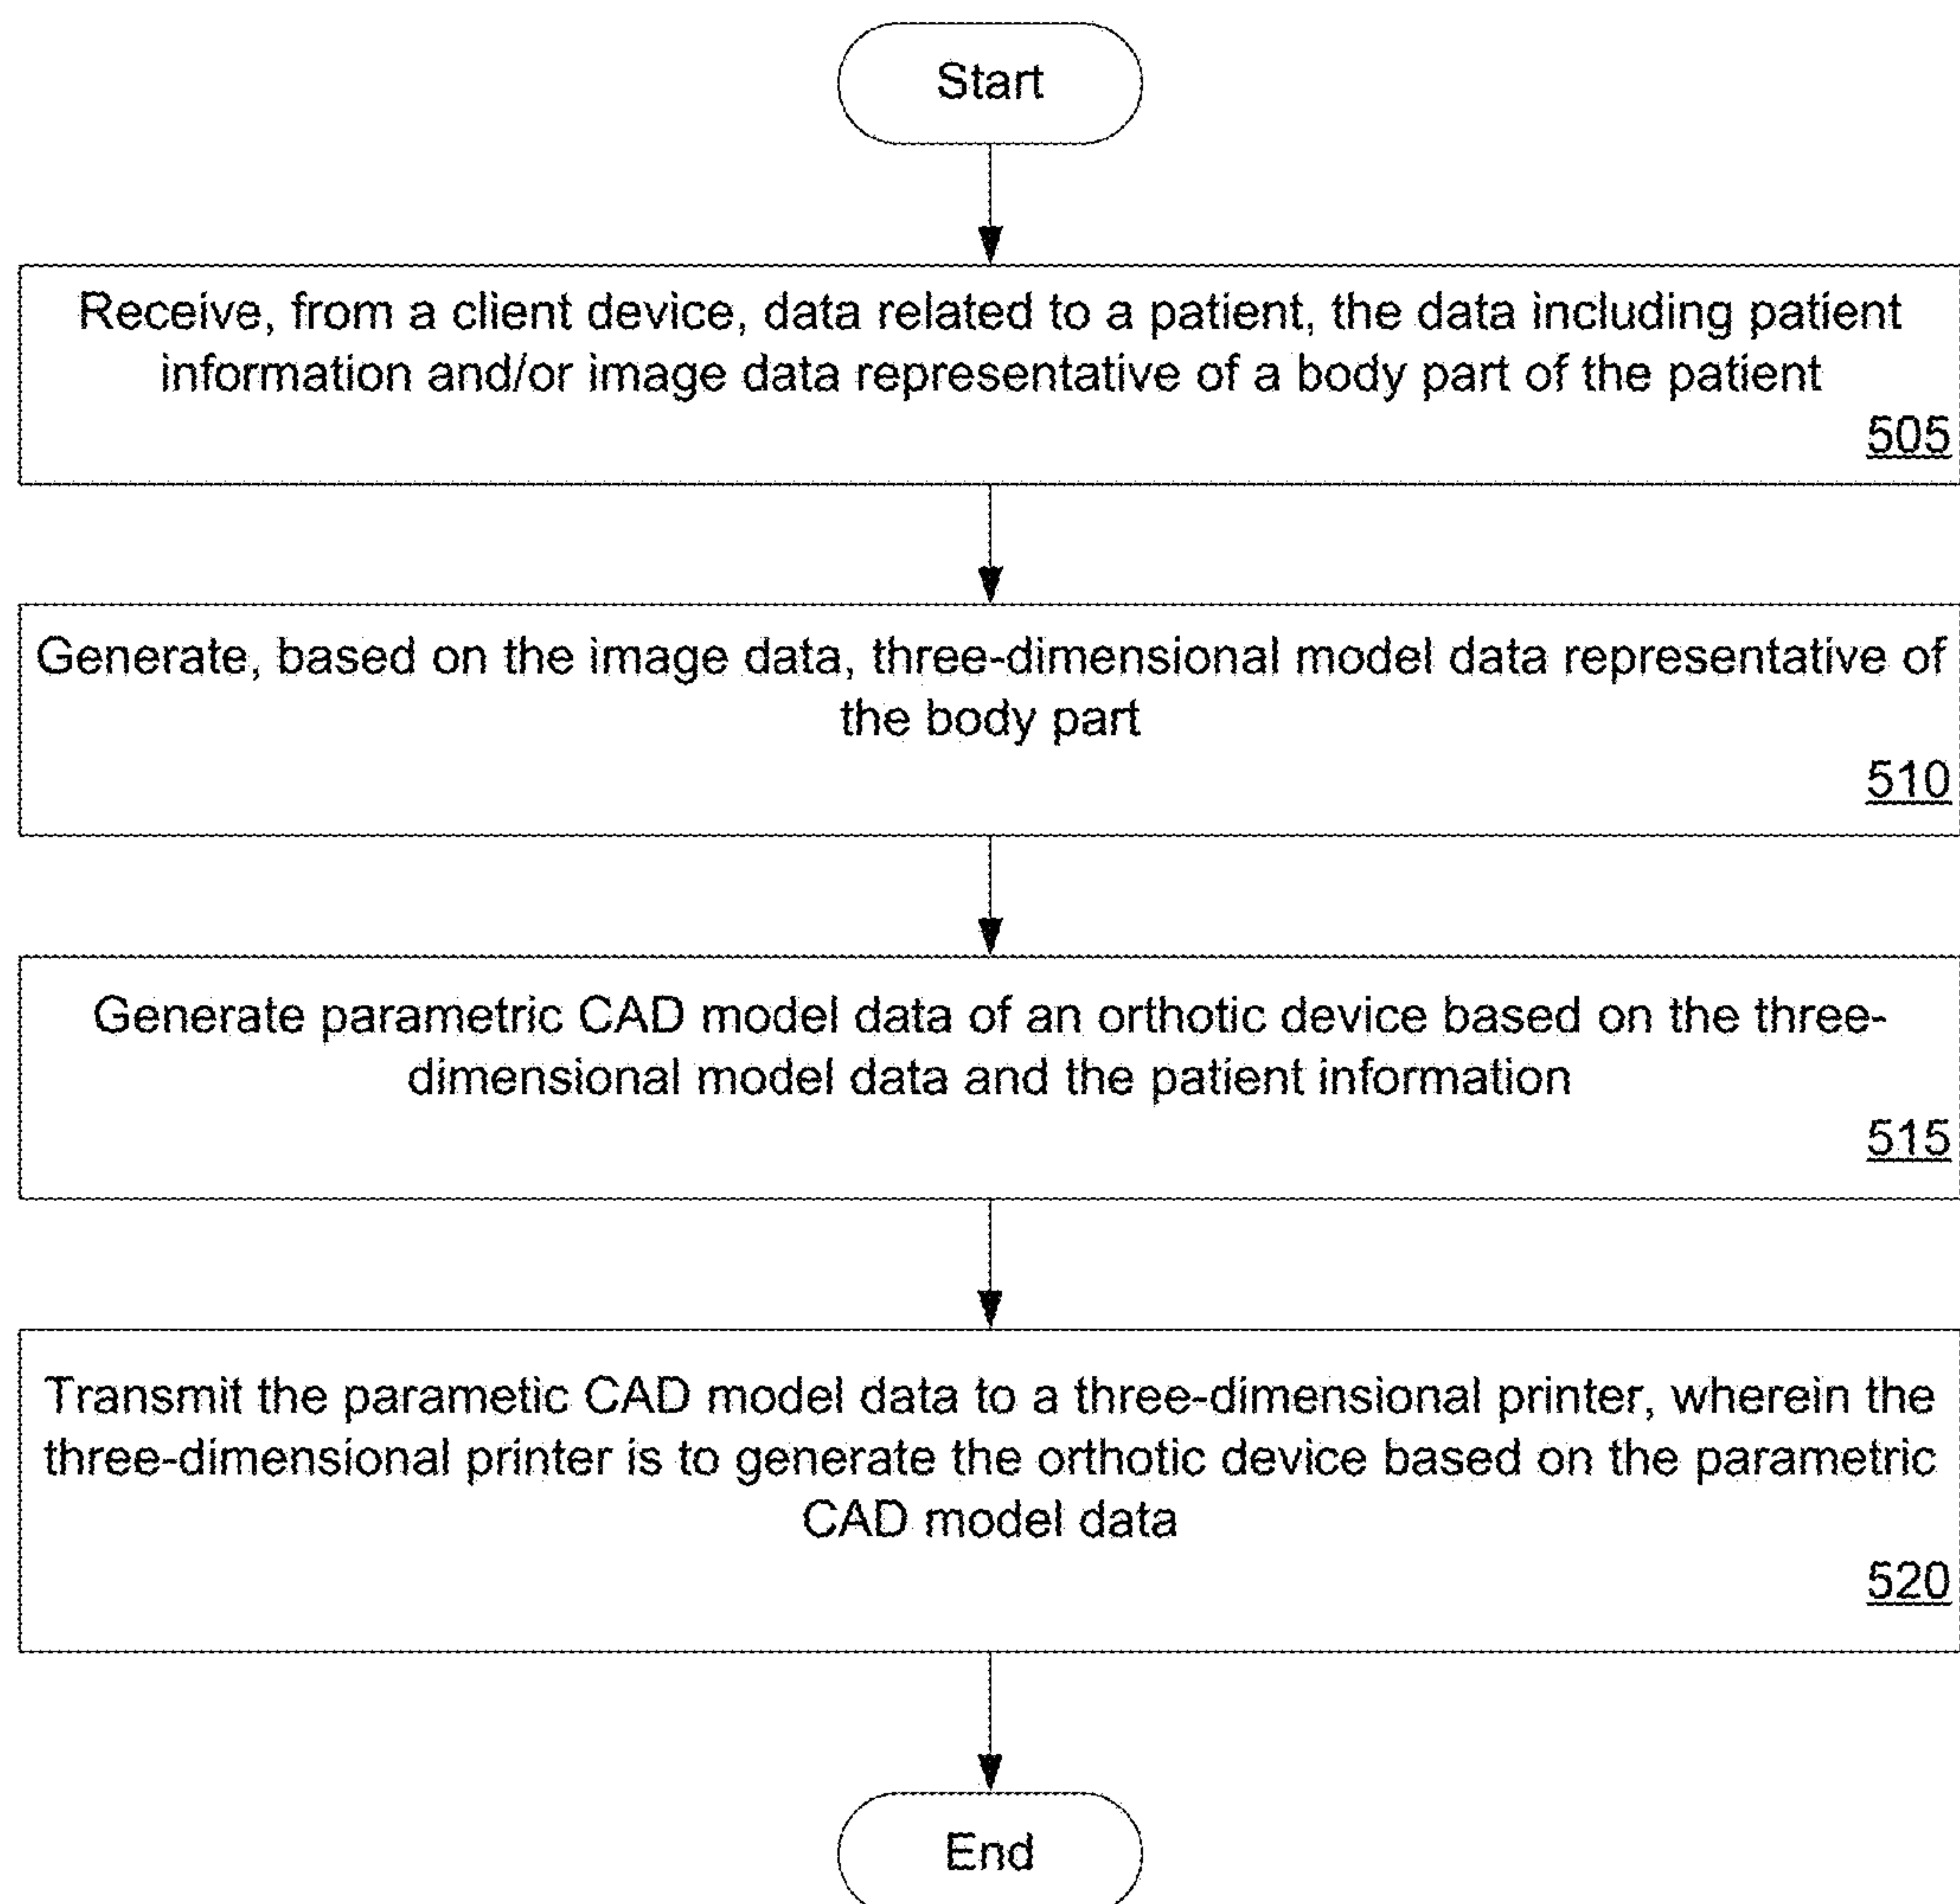 Start
Receive, from a client device, data related to a patient, the data including patient
information and/or image data representative of a body part of the patient
505
Generate, based on the image data, three-dimensional model data representative of
the body part
510
Generate parametric CAD model data of an orthotic device based on the three-
dimensional model data and the patient information
515
Transmit the parametic CAD model data to a three-dimensional printer, wherein the
three-dimensional printer is to generate the orthotic device based on the parametric
CAD model data
520
End